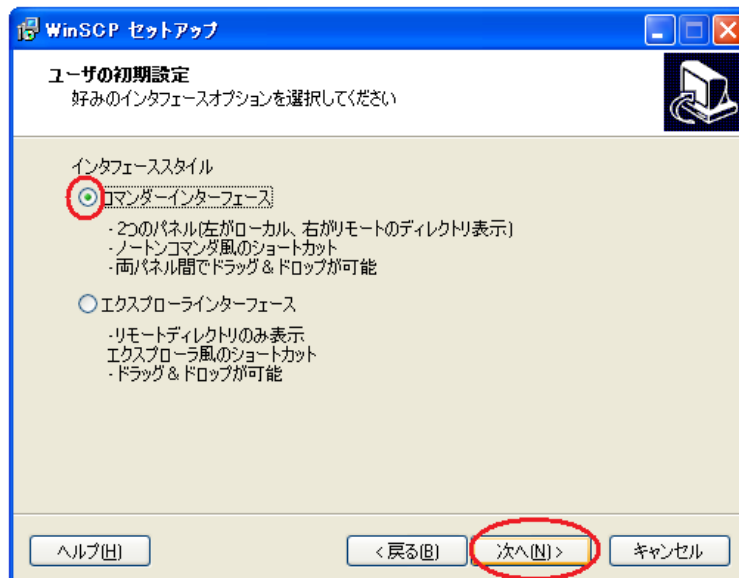 WinSCP セットアップ
ユーザの初期設定
好みのインタフェースオプションを選択してください
インタフェーススタイル
コマンダーインターフェース
・2つのパネル(左がローカル、右がリモートのディレクトリ表示)
・ノートンコマンダ風のショートカット
・両パネル間でドラッグ&ドロップが可能
エクスプローラインターフェース
・リモートディレクトリのみ表示
エクスプローラ風のショートカット
・ドラッグ&ドロップが可能
ヘルプ(H)
<戻る(B)
次へ(N)>
キャンセル